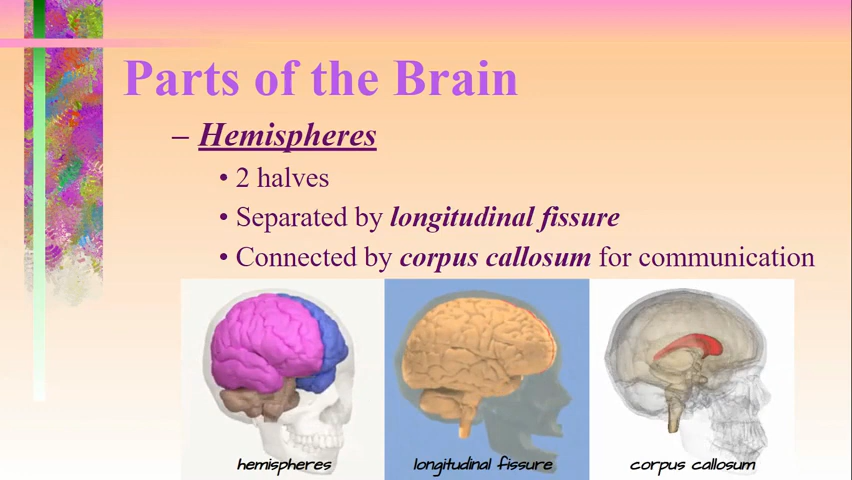 Parts of the Brain
– Hemispheres
• 2 halves
• Separated by longitudinal fissure
• Connected by corpus callosum for communication
hemispheres
longitudinal fissure
corpus callosum